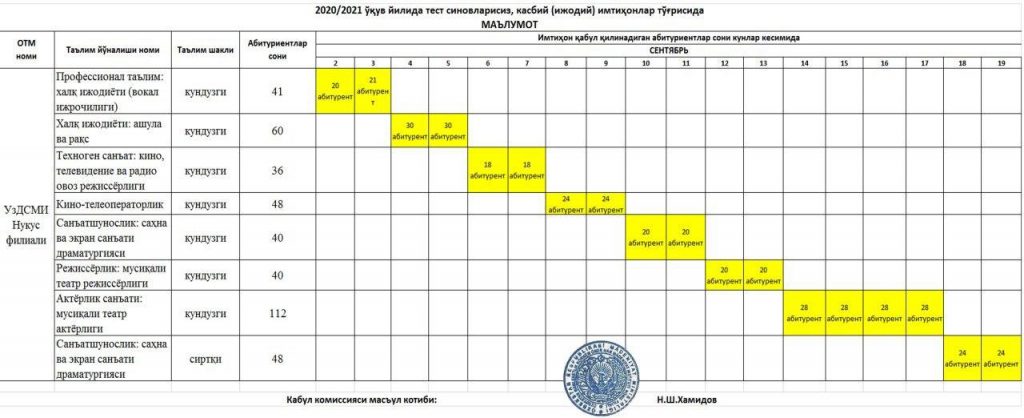 2020/2021 ўқув йилида тест синовларисиз, касбий (ижодий) имтиҳонлар тўғрисида
МАЪЛУМОТ
ОТМ номи Таълим йўналиши номи Таълим шакли Абитуриентлар сони Имтиҳон қабул қилинадиган абитуриентлар сони кунлар кесимида
СЕНТЯБРЬ
2 3 4 5 6 7 8 9 10 11 12 13 14 15 16 17 18 19
УзДСМИ
Нукус
филиали
Профессионал таълим:
халқ ижодиёти (вокал
ижрочилиги)
кундузги
41
20
абитурент
21
абитурен
т
Халқ ижодиёти: ашула
ва рақс
кундузги
60
30
абитурент
30
абитурент
Техноген санъат: кино,
телевидение ва радио
овоз режиссёрлиги
кундузги
36
18
абитурент
18
абитурент
Кино-телеоператорлик
кундузги
48
24
абитурент
24
абитурент
Санъатшунослик: саҳна
ва экран санъати
драматургияси
кундузги
40
20
абитурент
20
абитурент
Режиссёрлик: мусиқали
театр режиссёрлиги
кундузги
40
20
абитурент
20
абитурент
Актёрлик санъати:
мусиқали театр
актёрлиги
кундузги
112
28
абитурент
28
абитурент
28
абитурент
28
абитурент
Санъатшунослик: саҳна
ва экран санъати
драматургияси
сиртқи
48
24
абитурент
24
абитурент
Қабул комиссияси масъул котиби: Н.Ш.Хамидов